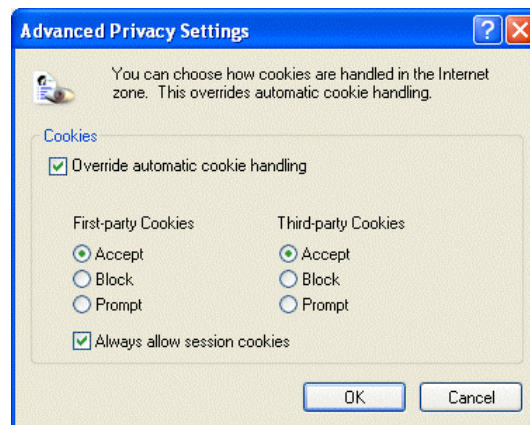 Advanced Privacy Settings
You can choose how cookies are handled in the Internet
zone.  This overrides automatic cookie handling.
Cookies
Override automatic cookie handling
First-party Cookies
Third-party Cookies
Accept
Accept
Block
Block
Prompt
Prompt
Always allow session cookies
OK
Cancel